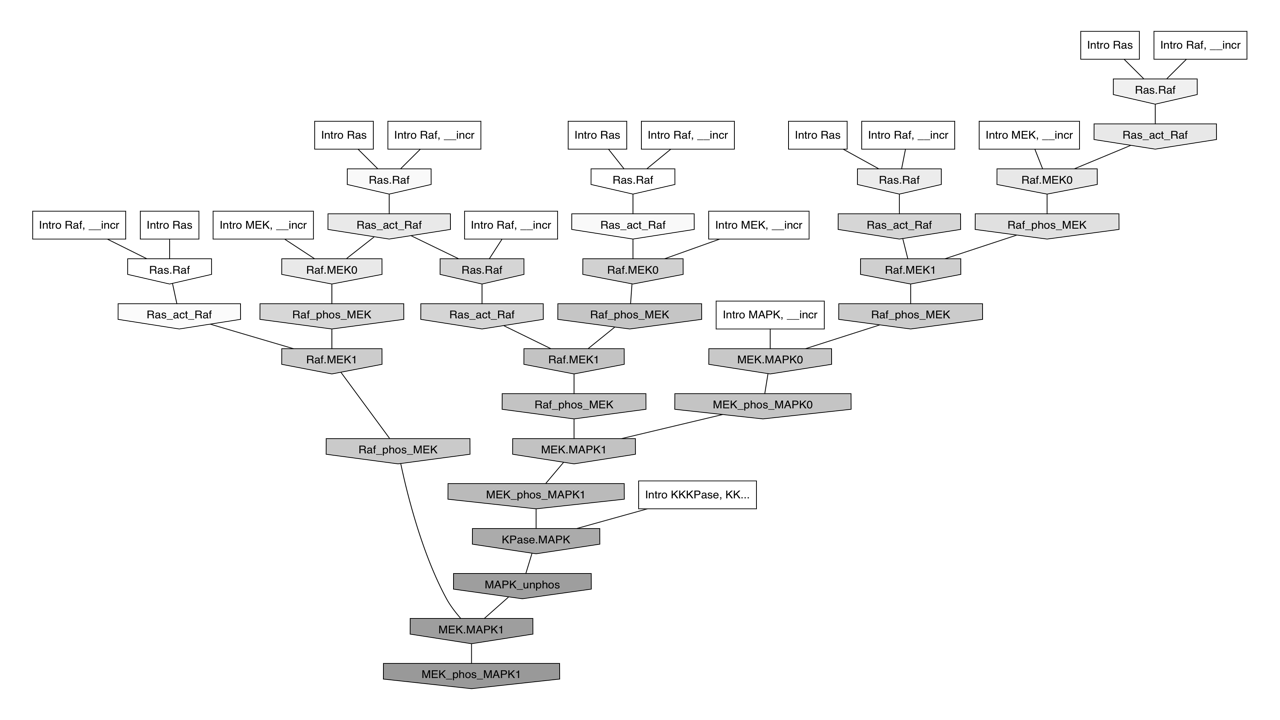 Intro Ras
Intro Raf, __incr
Ras.Raf
Intro Ras
Intro Raf, __incr
Intro Ras
Intro Raf, __incr
Intro Ras
Intro Raf, __incr
Intro MEK, __incr
Ras_act_Raf
Ras.Raf
Ras.Raf
Ras.Raf
Raf.MEK0
Intro Raf, __incr
Intro Ras
Intro MEK, __incr
Ras_act_Raf
Intro Raf, __incr
Ras_act_Raf
Intro MEK, __incr
Ras_act_Raf
Raf_phos_MEK
Ras.Raf
Raf.MEK0
Ras.Raf
Raf.MEK0
Raf.MEK1
Ras_act_Raf
Raf_phos_MEK
Ras_act_Raf
Raf_phos_MEK
Intro MAPK, __incr
Raf_phos_MEK
Raf.MEK1
Raf.MEK1
MEK.MAPK0
Raf_phos_MEK
MEK_phos_MAPK0
Raf_phos_MEK
MEK.MAPK1
MEK_phos_MAPK1
Intro KKKPase, KK...
KPase.MAPK
MAPK_unphos
MEK.MAPK1
MEK_phos_MAPK1